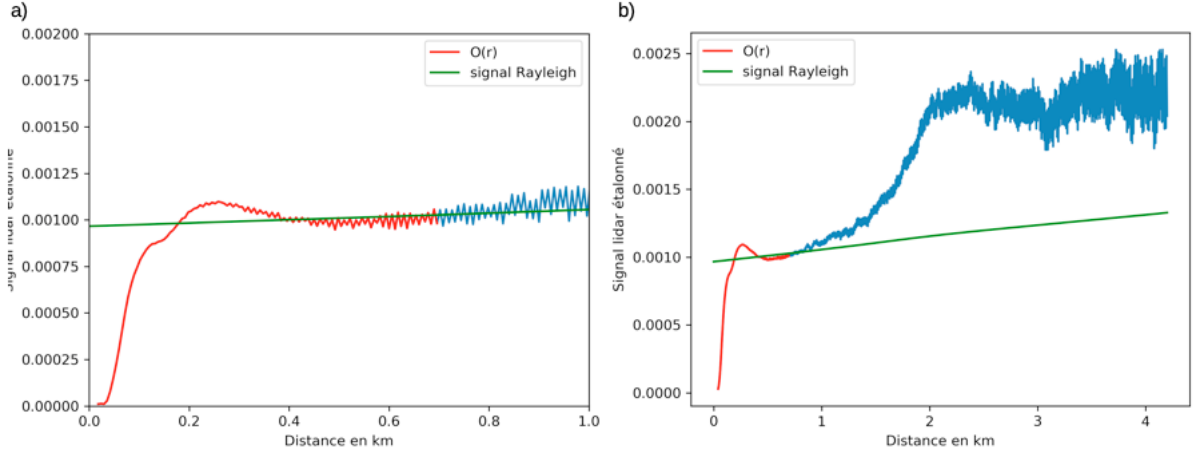 a)
0.00200
0.00175
0.00150
0.00125
0.00100
0.00075
0.00050
0.00025
0.00000
lidar étalonné
O(r)
signal Rayleigh
0.0
0.2
0.4
0.6
0.8
1.0
Distance en km
b)
0.0025
0.0020
0.0015
0.0010
0.0005
0.0000
Signal lidar étalonné
O(r)
signal Rayleigh
0
1
2
3
4
Distance en km